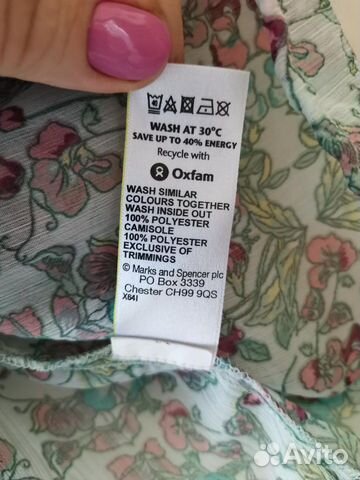 WASH AT 30°C
SAVE UP TO 40% ENERGY
Recycle with
Oxfam
WASH SIMILAR
COLOURS TOGETHER
WASH INSIDE OUT
100% POLYESTER
CAMISOLE
100% POLYESTER
EXCLUSIVE OF
TRIMMINGS
© Marks and Spencer plc
PO Box 3339
Chester CH99 9QS
X64I
Avito